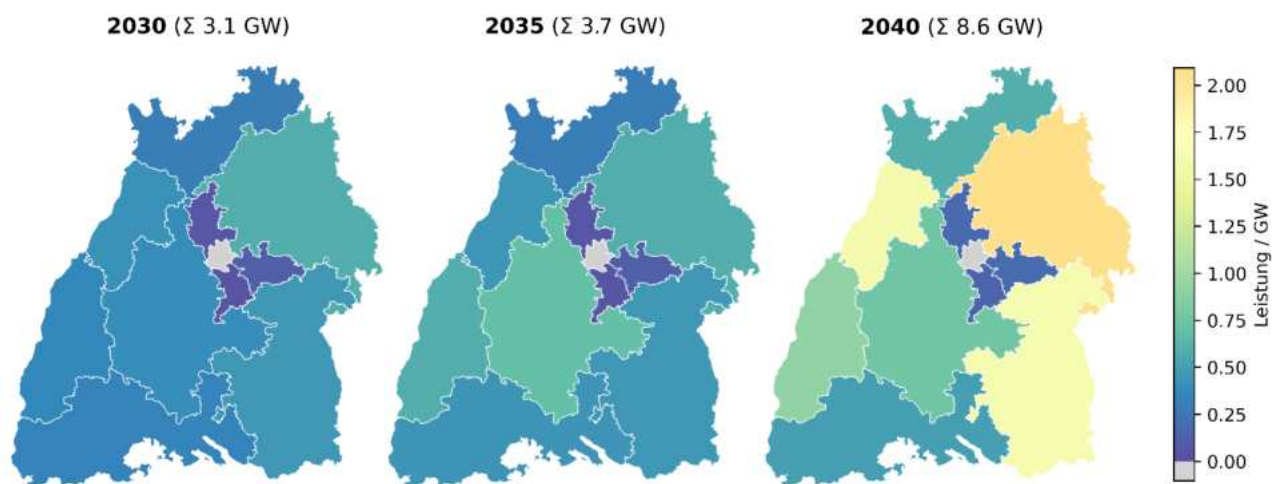 2030 (Σ 3.1 GW)
2035 (Σ 3.7 GW)
2040 (Σ 8.6 GW)
2.00
1.75
1.50
1.25
1.00
0.75
0.50
0.25
0.00
Leistung / GW